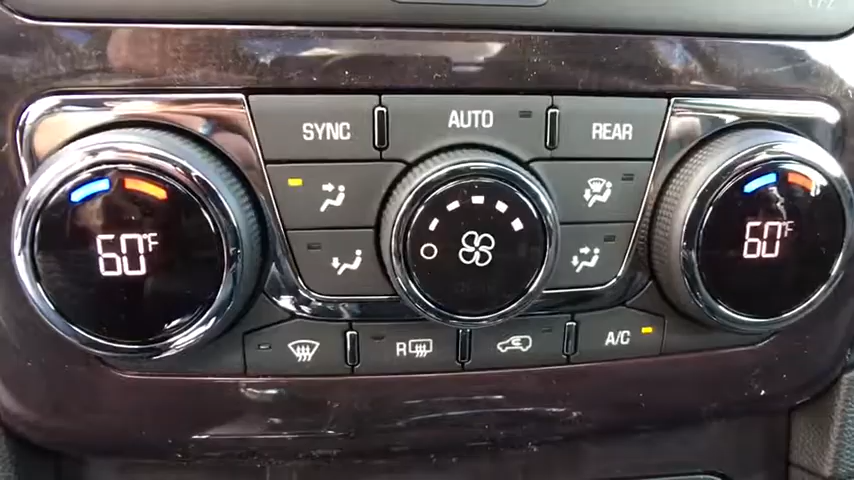 SYNC
AUTO
REAR
60°F
60°F
R
A/C